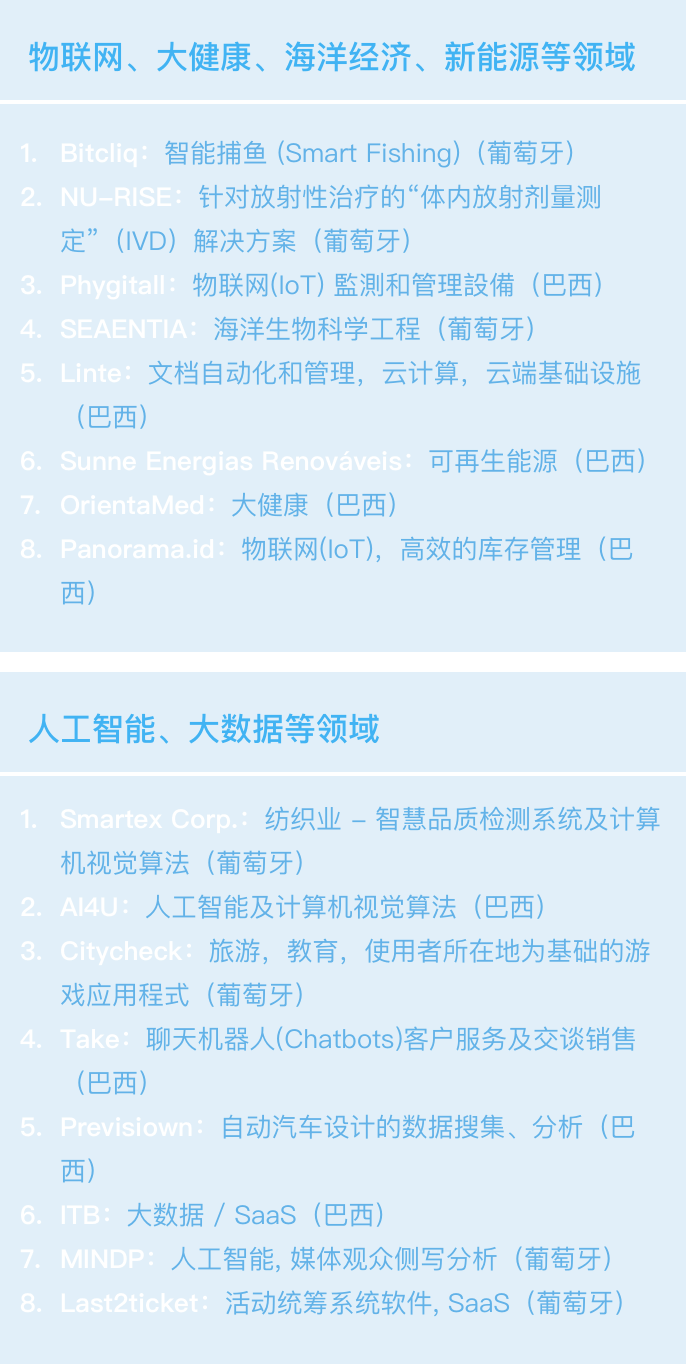 物联网、大健康、海洋经济、新能源等领域
1. Bitcliq：智能捕鱼 (Smart Fishing)（葡萄牙）
2. NU-RISE：针对放射性治疗的“体内放射剂量测
定”（IVD）解决方案（葡萄牙）
3. Phygitall：物联网(IoT) 監測和管理設備（巴西）
4. SEAENTIA：海洋生物科学工程（葡萄牙）
5. Linte：文档自动化和管理，云计算，云端基础设施
（巴西）
6. Sunne Energias Renováveis：可再生能源（巴西）
7. OrientaMed：大健康（巴西）
8. Panorama.id：物联网(IoT)，高效的库存管理（巴
西）
人工智能、大数据等领域
1. Smartex Corp.：纺织业 – 智慧品质检测系统及计算
机视觉算法（葡萄牙）
2. AI4U：人工智能及计算机视觉算法（巴西）
3. Citycheck：旅游，教育，使用者所在地为基础的游
戏应用程式（葡萄牙）
4. Take：聊天机器人(Chatbots)客户服务及交谈销售
（巴西）
5. Previsiown：自动汽车设计的数据搜集、分析（巴
西）
6. ITB：大数据 / SaaS（巴西）
7. MINDP：人工智能, 媒体观众侧写分析（葡萄牙）
8. Last2ticket：活动统筹系统软件, SaaS（葡萄牙）